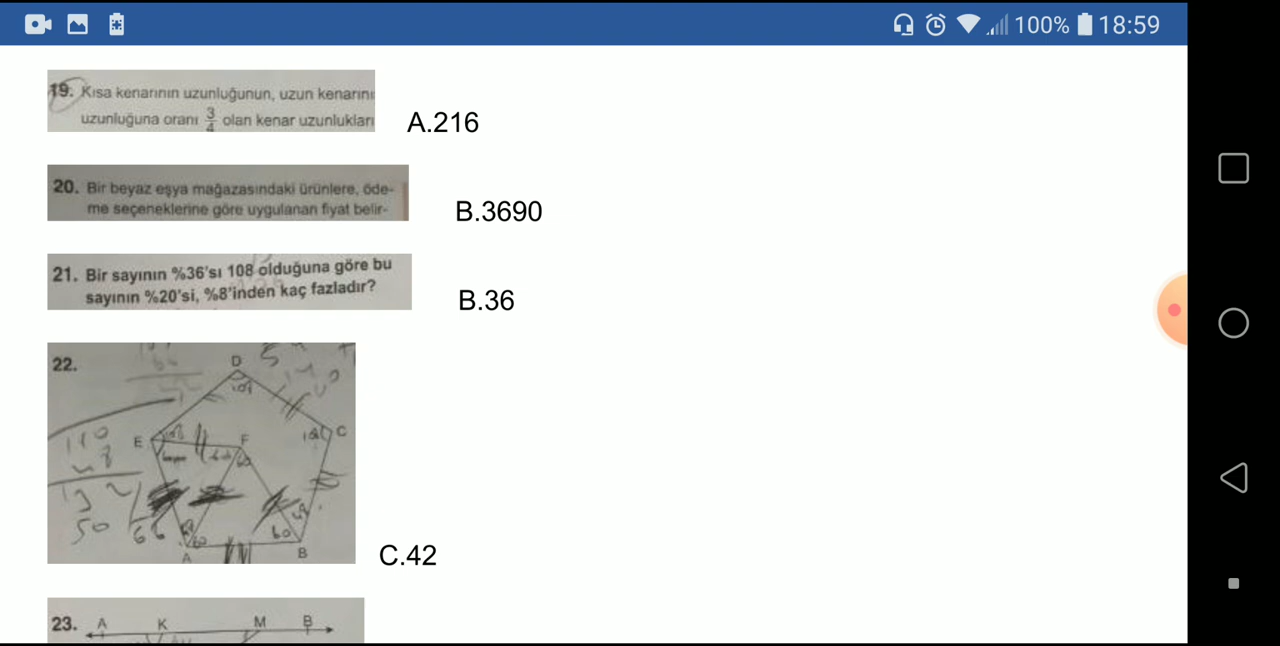 100% 18:59
19. Kısa kenarının uzunluğunun, uzun kenarını
uzunluğuna oranı 3/4 olan kenar uzunlukları
A.216
20. Bir beyaz eşya mağazasındaki ürünlere, öde-
me seçeneklerine göre uygulanan fiyat belir-
B.3690
21. Bir sayının %36'sı 108 olduğuna göre bu
sayının %20'si, %8'inden kaç fazladır?
B.36
22.
D
E F C
110
A B
C.42
23. A K M B